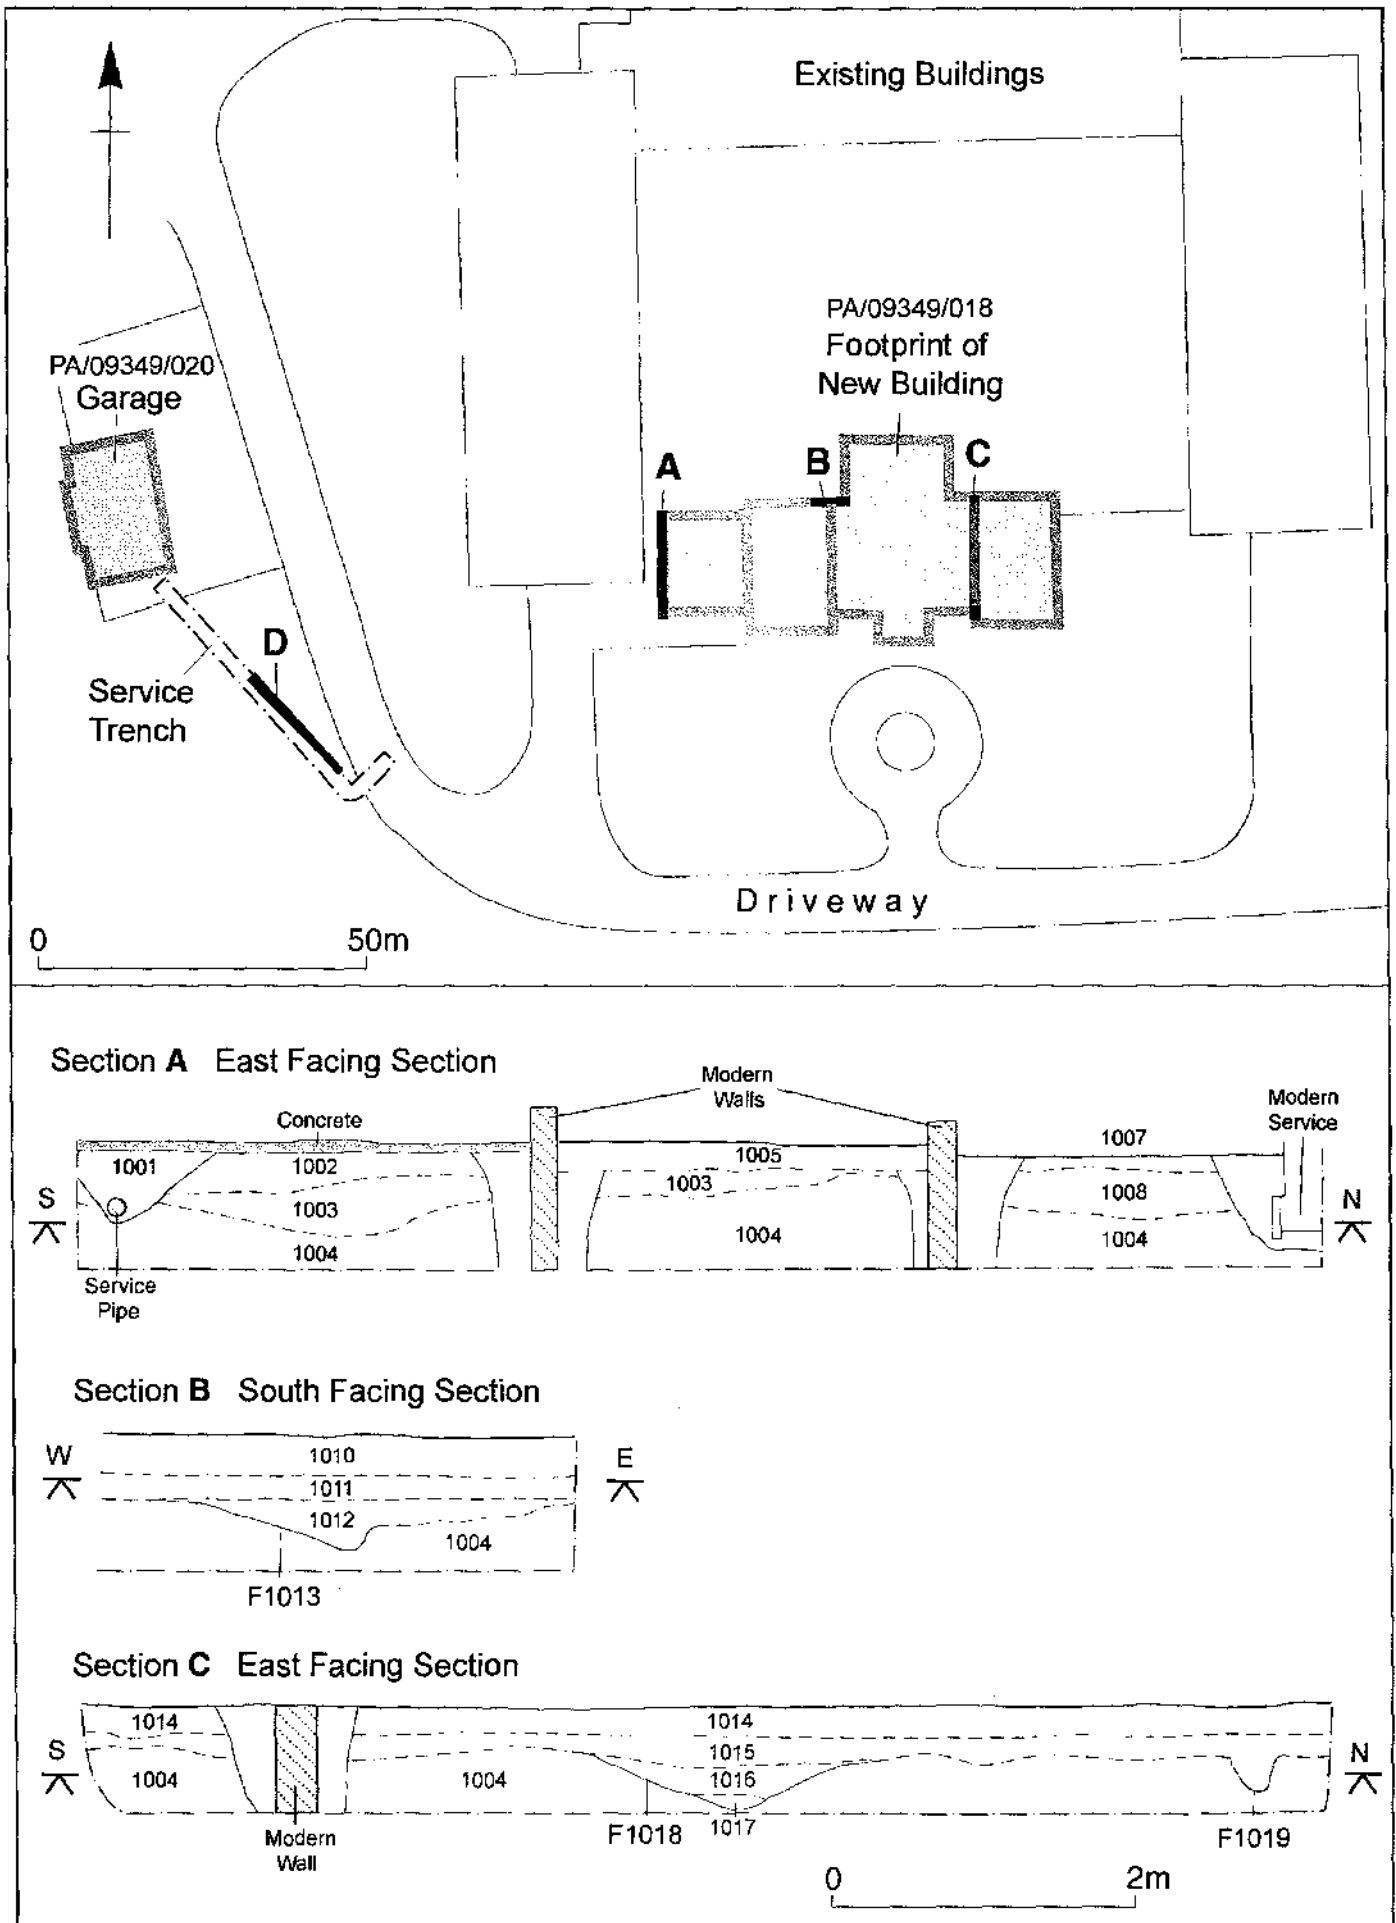 Existing Buildings
PA/09349/018
Footprint of
New Building
PA/09349/020
Garage
A
B
C
D
Service
Trench
Driveway
0 50m
Section A East Facing Section
Modern
Walls
Modern
Service
Concrete
1001
1002
1003
1004
1005
1003
1004
1007
1008
1004
S
N
Service
Pipe
Section B South Facing Section
W
E
1010
1011
1012
1004
F1013
Section C East Facing Section
S
N
1014
1004
1014
1015
1016
1004
1017
F1018
F1019
Modern
Wall
0 2m